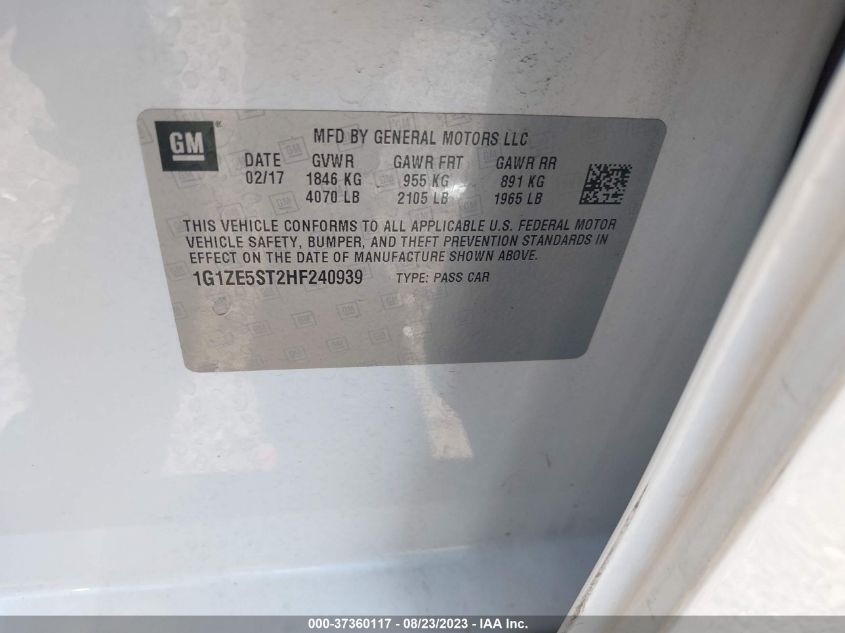 GM
MFD BY GENERAL MOTORS LLC
DATE GVWR GAWR FRT GAWR RR
02/17 1846 KG 955 KG 891 KG
4070 LB 2105 LB 1965 LB
THIS VEHICLE CONFORMS TO ALL APPLICABLE U.S. FEDERAL MOTOR
VEHICLE SAFETY, BUMPER, AND THEFT PREVENTION STANDARDS IN
EFFECT ON THE DATE OF MANUFACTURE SHOWN ABOVE.
1G1ZE5ST2HF240939 TYPE: PASS CAR
000-37360117 - 08/23/2023 - IAA Inc.